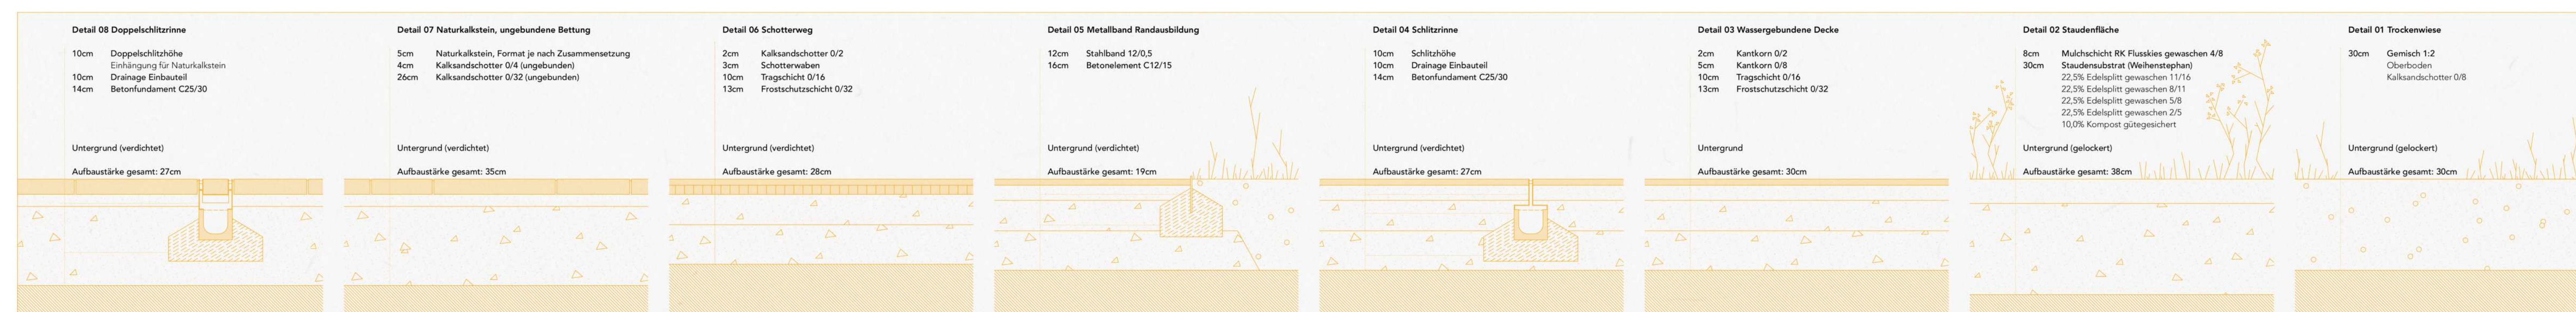 Detail 08 Doppelschlitzrinne
10cm Doppelschlitzhöhe
Einhängung für Naturkalkstein
10cm Drainage Einbauteil
14cm Betonfundament C25/30
Untergrund (verdichtet)
Aufbaustärke gesamt: 27cm
Detail 07 Naturkalkstein, ungebundene Bettung
5cm Naturkalkstein, Format je nach Zusammensetzung
4cm Kalksandschotter 0/4 (ungebunden)
26cm Kalksandschotter 0/32 (ungebunden)
Untergrund (verdichtet)
Aufbaustärke gesamt: 35cm
Detail 06 Schotterweg
2cm Kalksandschotter 0/2
3cm Schotterwaben
10cm Tragschicht 0/16
13cm Frostschutzschicht 0/32
Untergrund (verdichtet)
Aufbaustärke gesamt: 28cm
Detail 05 Metallband Randausbildung
12cm Stahlband 12/0,5
16cm Betonelement C12/15
Untergrund (verdichtet)
Aufbaustärke gesamt: 19cm
Detail 04 Schlitzrinne
10cm Schlitzhöhe
10cm Drainage Einbauteil
14cm Betonfundament C25/30
Untergrund (verdichtet)
Aufbaustärke gesamt: 27cm
Detail 03 Wassergebundene Decke
2cm Kantkorn 0/2
5cm Kantkorn 0/8
10cm Tragschicht 0/16
13cm Frostschutzschicht 0/32
Untergrund
Aufbaustärke gesamt: 30cm
Detail 02 Staudenfläche
8cm Mulchschicht RK Flusskies gewaschen 4/8
30cm Staudensubstrat (Weihenstephan)
22,5% Edelsplitt gewaschen 11/16
22,5% Edelsplitt gewaschen 8/11
22,5% Edelsplitt gewaschen 5/8
22,5% Edelsplitt gewaschen 2/5
10,0% Kompost gütegesichert
Untergrund (gelockert)
Aufbaustärke gesamt: 38cm
Detail 01 Trockenwiese
30cm Gemisch 1:2
Oberboden
Kalksandschotter 0/8
Untergrund (gelockert)
Aufbaustärke gesamt: 30cm